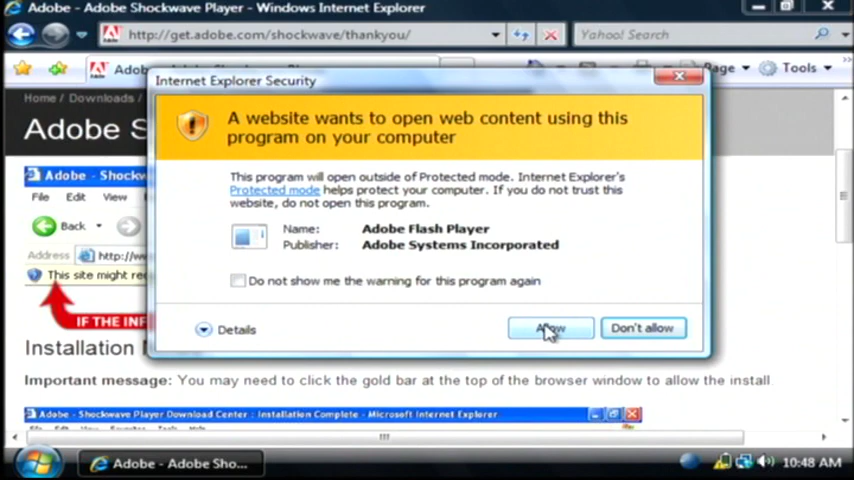 Adobe - Adobe Shockwave Player - Windows Internet Explorer
http://get.adobe.com/shockwave/thankyou/
Yahoo! Search
Adob
Page
Tools
Internet Explorer Security
Home / Downloads /
A website wants to open web content using this
program on your computer
Adobe S
This program will open outside of Protected mode. Internet Explorer's
Protected mode helps protect your computer. If you do not trust this
website, do not open this program.
Adobe - Shockw
File Edit View
Back
Name: Adobe Flash Player
Publisher: Adobe Systems Incorporated
Address http://ww
This site might re
Do not show me the warning for this program again
IF THE INF
Details
Allow
Don't allow
Installation
Important message: You may need to click the gold bar at the top of the browser window to allow the install.
Adobe - Shockwave Player Download Center : Installation Complete - Microsoft Internet Explorer
Adobe - Adobe Sho...
10:48 AM